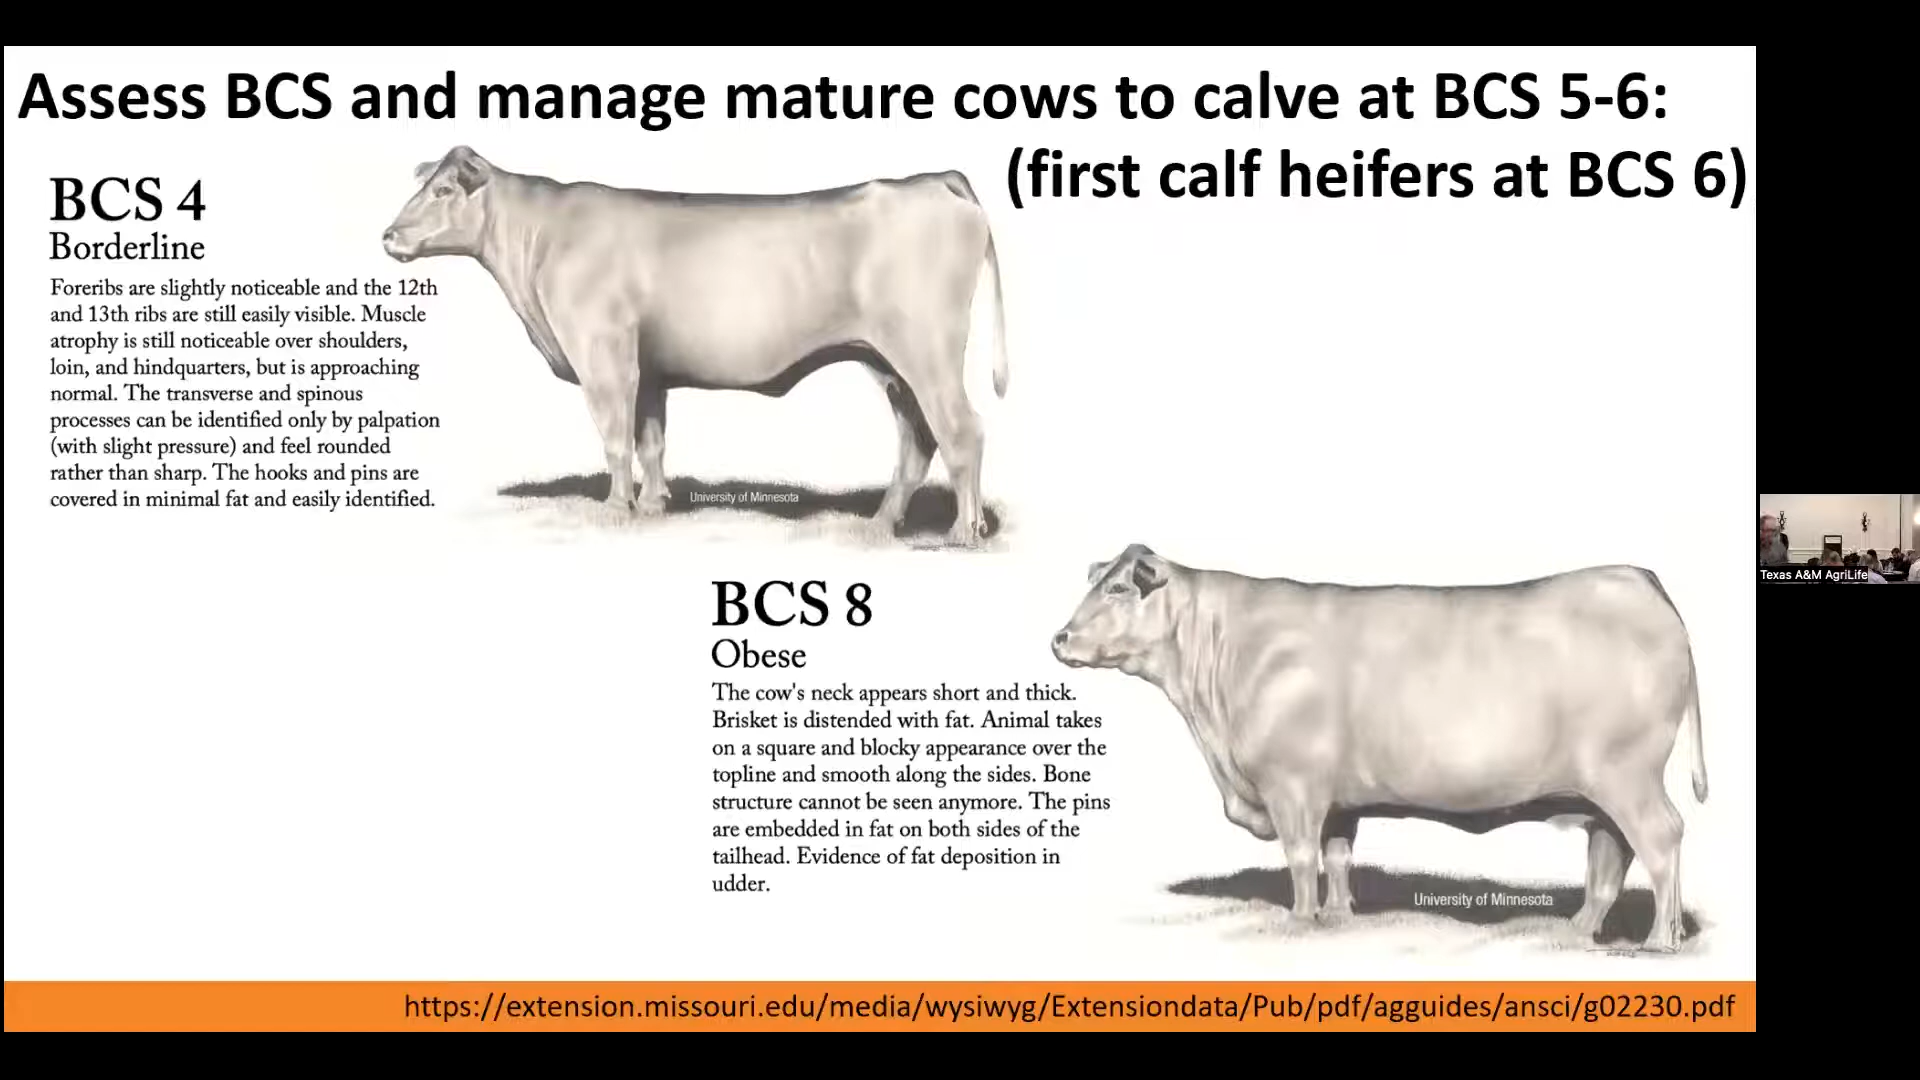 Assess BCS and manage mature cows to calve at BCS 5-6:
(first calf heifers at BCS 6)
BCS 4
Borderline
Foreribs are slightly noticeable and the 12th
and 13th ribs are still easily visible. Muscle
atrophy is still noticeable over shoulders,
loin, and hindquarters, but is approaching
normal. The transverse and spinous
processes can be identified only by palpation
(with slight pressure) and feel rounded
rather than sharp. The hooks and pins are
covered in minimal fat and easily identified.
University of Minnesota
BCS 8
Obese
The cow's neck appears short and thick.
Brisket is distended with fat. Animal takes
on a square and blocky appearance over the
topline and smooth along the sides. Bone
structure cannot be seen anymore. The pins
are embedded in fat on both sides of the
tailhead. Evidence of fat deposition in
udder.
University of Minnesota
Texas A&M AgriLife
https://extension.missouri.edu/media/wysiwyg/Extensiondata/Pub/pdf/agguides/ansci/g02230.pdf